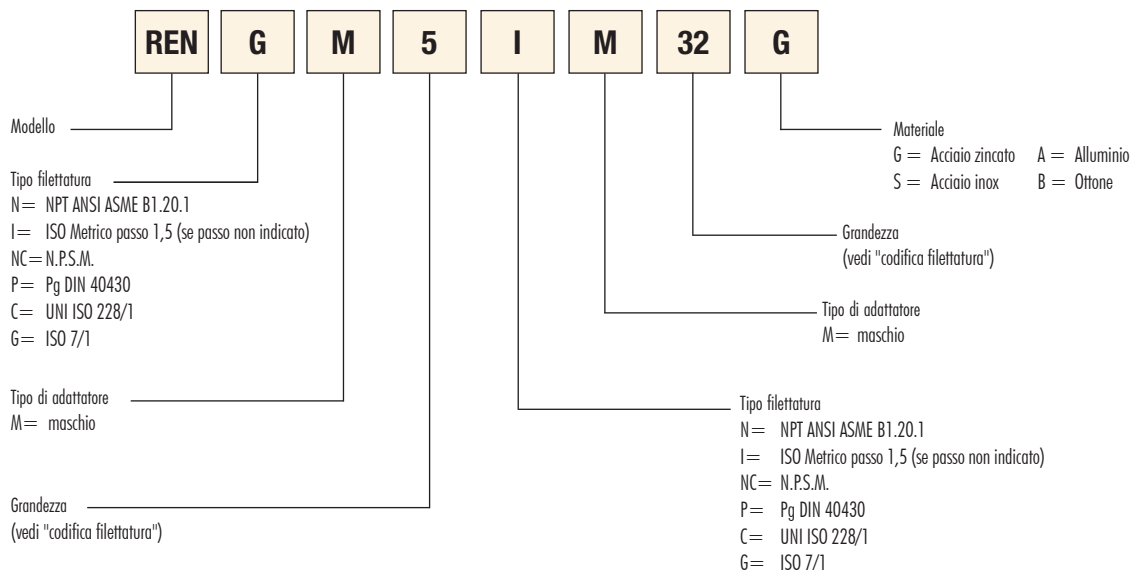 REN G M 5 I M 32 G
Modello
Tipo filettatura
N= NPT ANSI ASME B1.20.1
I= ISO Metrico passo 1,5 (se passo non indicato)
NC= N.P.S.M.
P= Pg DIN 40430
C= UNI ISO 228/1
G= ISO 7/1
Tipo di adattatore
M= maschio
Grandezza
(vedi "codifica filettatura")
Materiale
G= Acciaio zincato A= Alluminio
S= Acciaio inox B= Ottone
Grandezza
(vedi "codifica filettatura")
Tipo di adattatore
M= maschio
Tipo filettatura
N= NPT ANSI ASME B1.20.1
I= ISO Metrico passo 1,5 (se passo non indicato)
NC= N.P.S.M.
P= Pg DIN 40430
C= UNI ISO 228/1
G= ISO 7/1